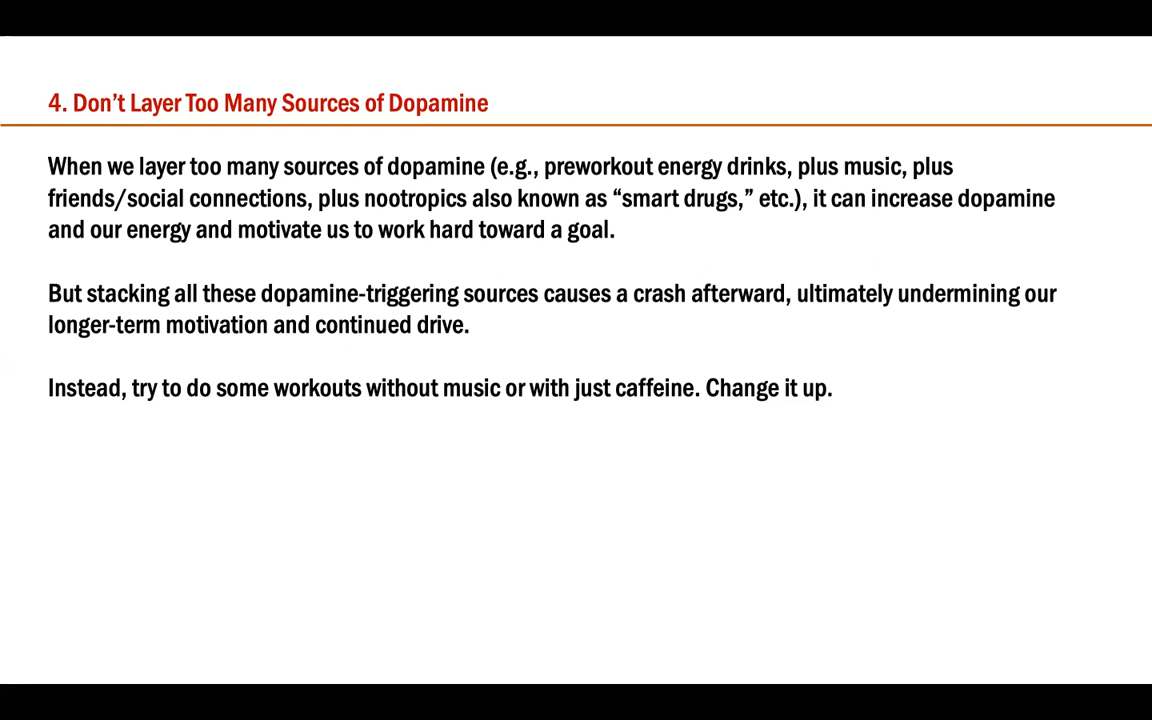 4. Don’t Layer Too Many Sources of Dopamine
When we layer too many sources of dopamine (e.g., preworkout energy drinks, plus music, plus
friends/social connections, plus nootropics also known as “smart drugs,” etc.), it can increase dopamine
and our energy and motivate us to work hard toward a goal.
But stacking all these dopamine-triggering sources causes a crash afterward, ultimately undermining our
longer-term motivation and continued drive.
Instead, try to do some workouts without music or with just caffeine. Change it up.